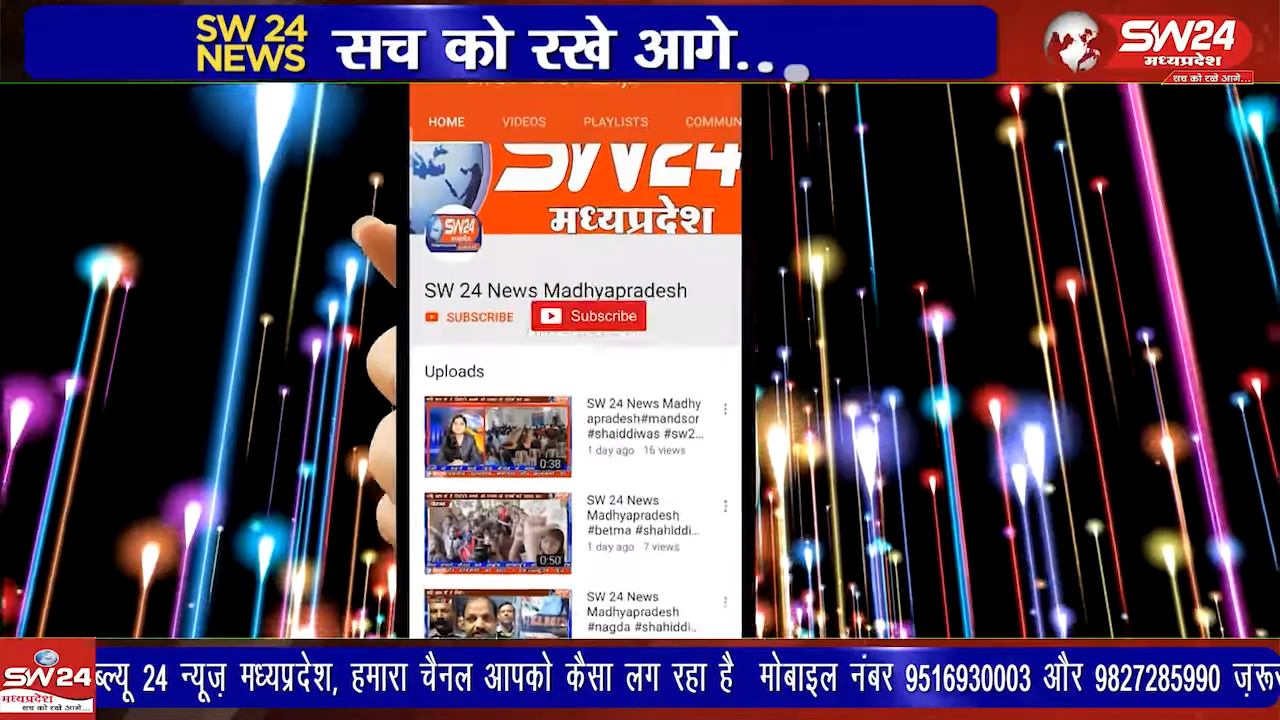 SW 24
NEWS
सच को रखे आगे...
SW24
मध्यप्रदेश
सच को रखे आगे...
HOME VIDEOS PLAYLISTS COMMUN
SW24
मध्यप्रदेश
SW24
SW 24 News Madhyapradesh
SUBSCRIBE
Subscribe
Uploads
SW 24 News Madhy
apradesh#mandsor
#shaiddiwas #sw2...
1 day ago 16 views
0:38
SW 24 News
Madhyapradesh
#betma #shahiddi...
1 day ago 7 views
0:50
SW 24 News
Madhyapradesh
#nagda #shahiddi...
SW24
मध्यप्रदेश
सच को रखे आगे...
ब्ल्यू 24 न्यूज़ मध्यप्रदेश, हमारा चैनल आपको कैसा लग रहा है मोबाइल नंबर 9516930003 और 9827285990 ज़रूर